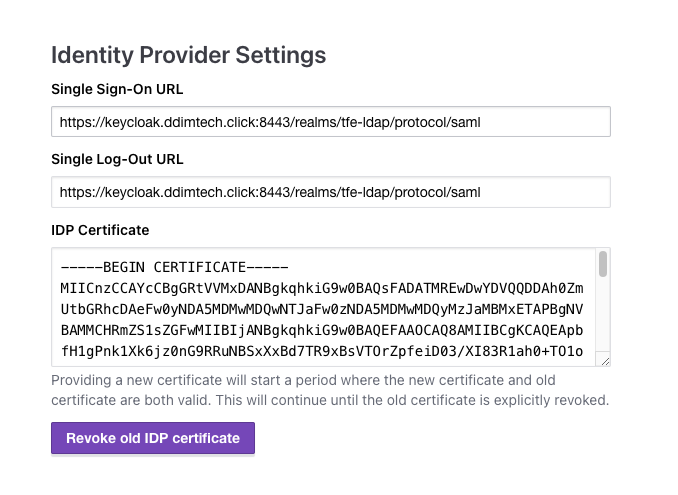 Identity Provider Settings
Single Sign-On URL
https://keycloak.ddimtech.click:8443/realms/tfe-ldap/protocol/saml
Single Log-Out URL
https://keycloak.ddimtech.click:8443/realms/tfe-ldap/protocol/saml
IDP Certificate
-----BEGIN CERTIFICATE-----
MIICnzCCAYcCBgGRtVVMxDANBgkqhkiG9w0BAQsFADATMREwDwYDVQQDDAh0Zm
UtbGRhcDAeFw0yNDA5MDMwMDQwNTJaFw0zNDA5MDMwMDQyMzJaMBMxETAPBgNV
BAMMCHRmZS1sZGFwMIIBIjANBgkqhkiG9w0BAQEFAAOCAQ8AMIIBCgKCAQEApb
fH1gPnk1Xk6jz0nG9RRuNBSxXxBd7TR9xBsVTOrZpfeiD03/XI83R1ah0+TO1o
Providing a new certificate will start a period where the new certificate and old
certificate are both valid. This will continue until the old certificate is explicitly revoked.
Revoke old IDP certificate